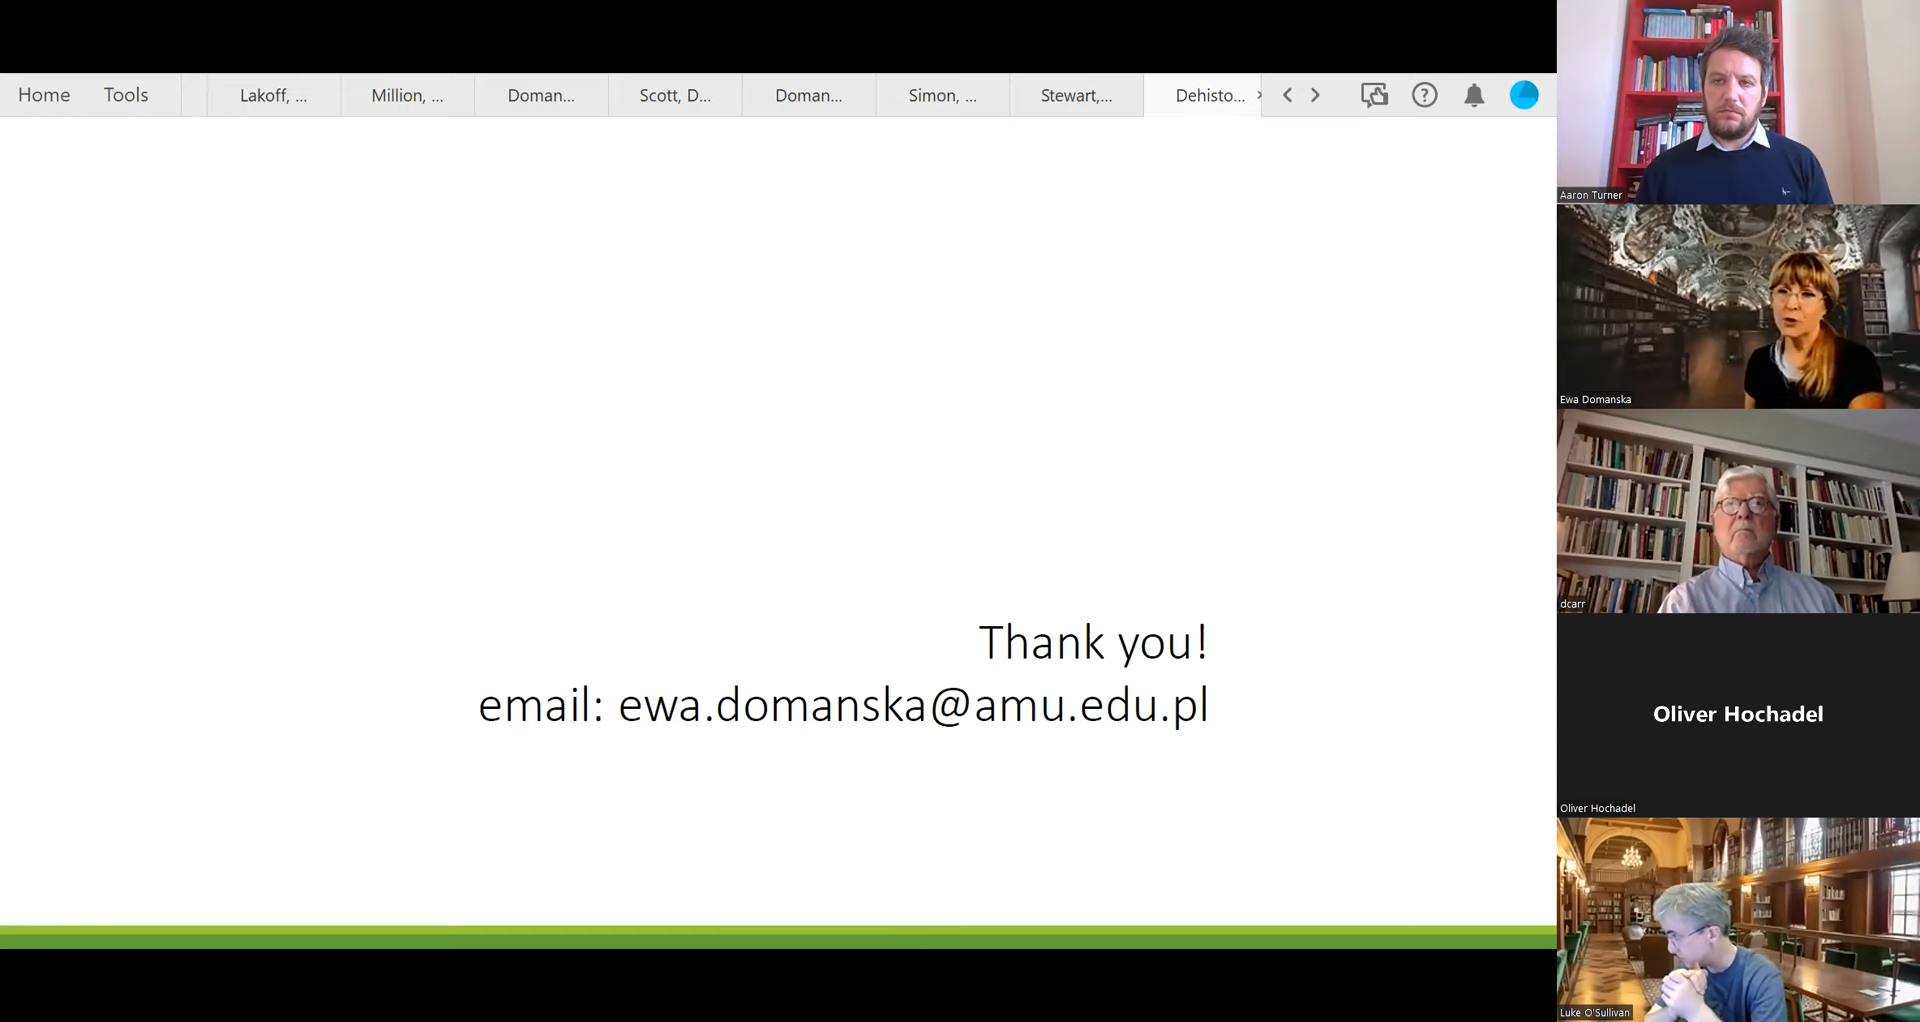 Home
Tools
Lakoff, ...
Million, ...
Doman...
Scott, D...
Doman...
Simon, ...
Stewart,...
Dehisto...
Thank you!
email: ewa.domanska@amu.edu.pl
Aaron Turner
Ewa Domanska
dcarr
Oliver Hochadel
Oliver Hochadel
Luke O'Sullivan